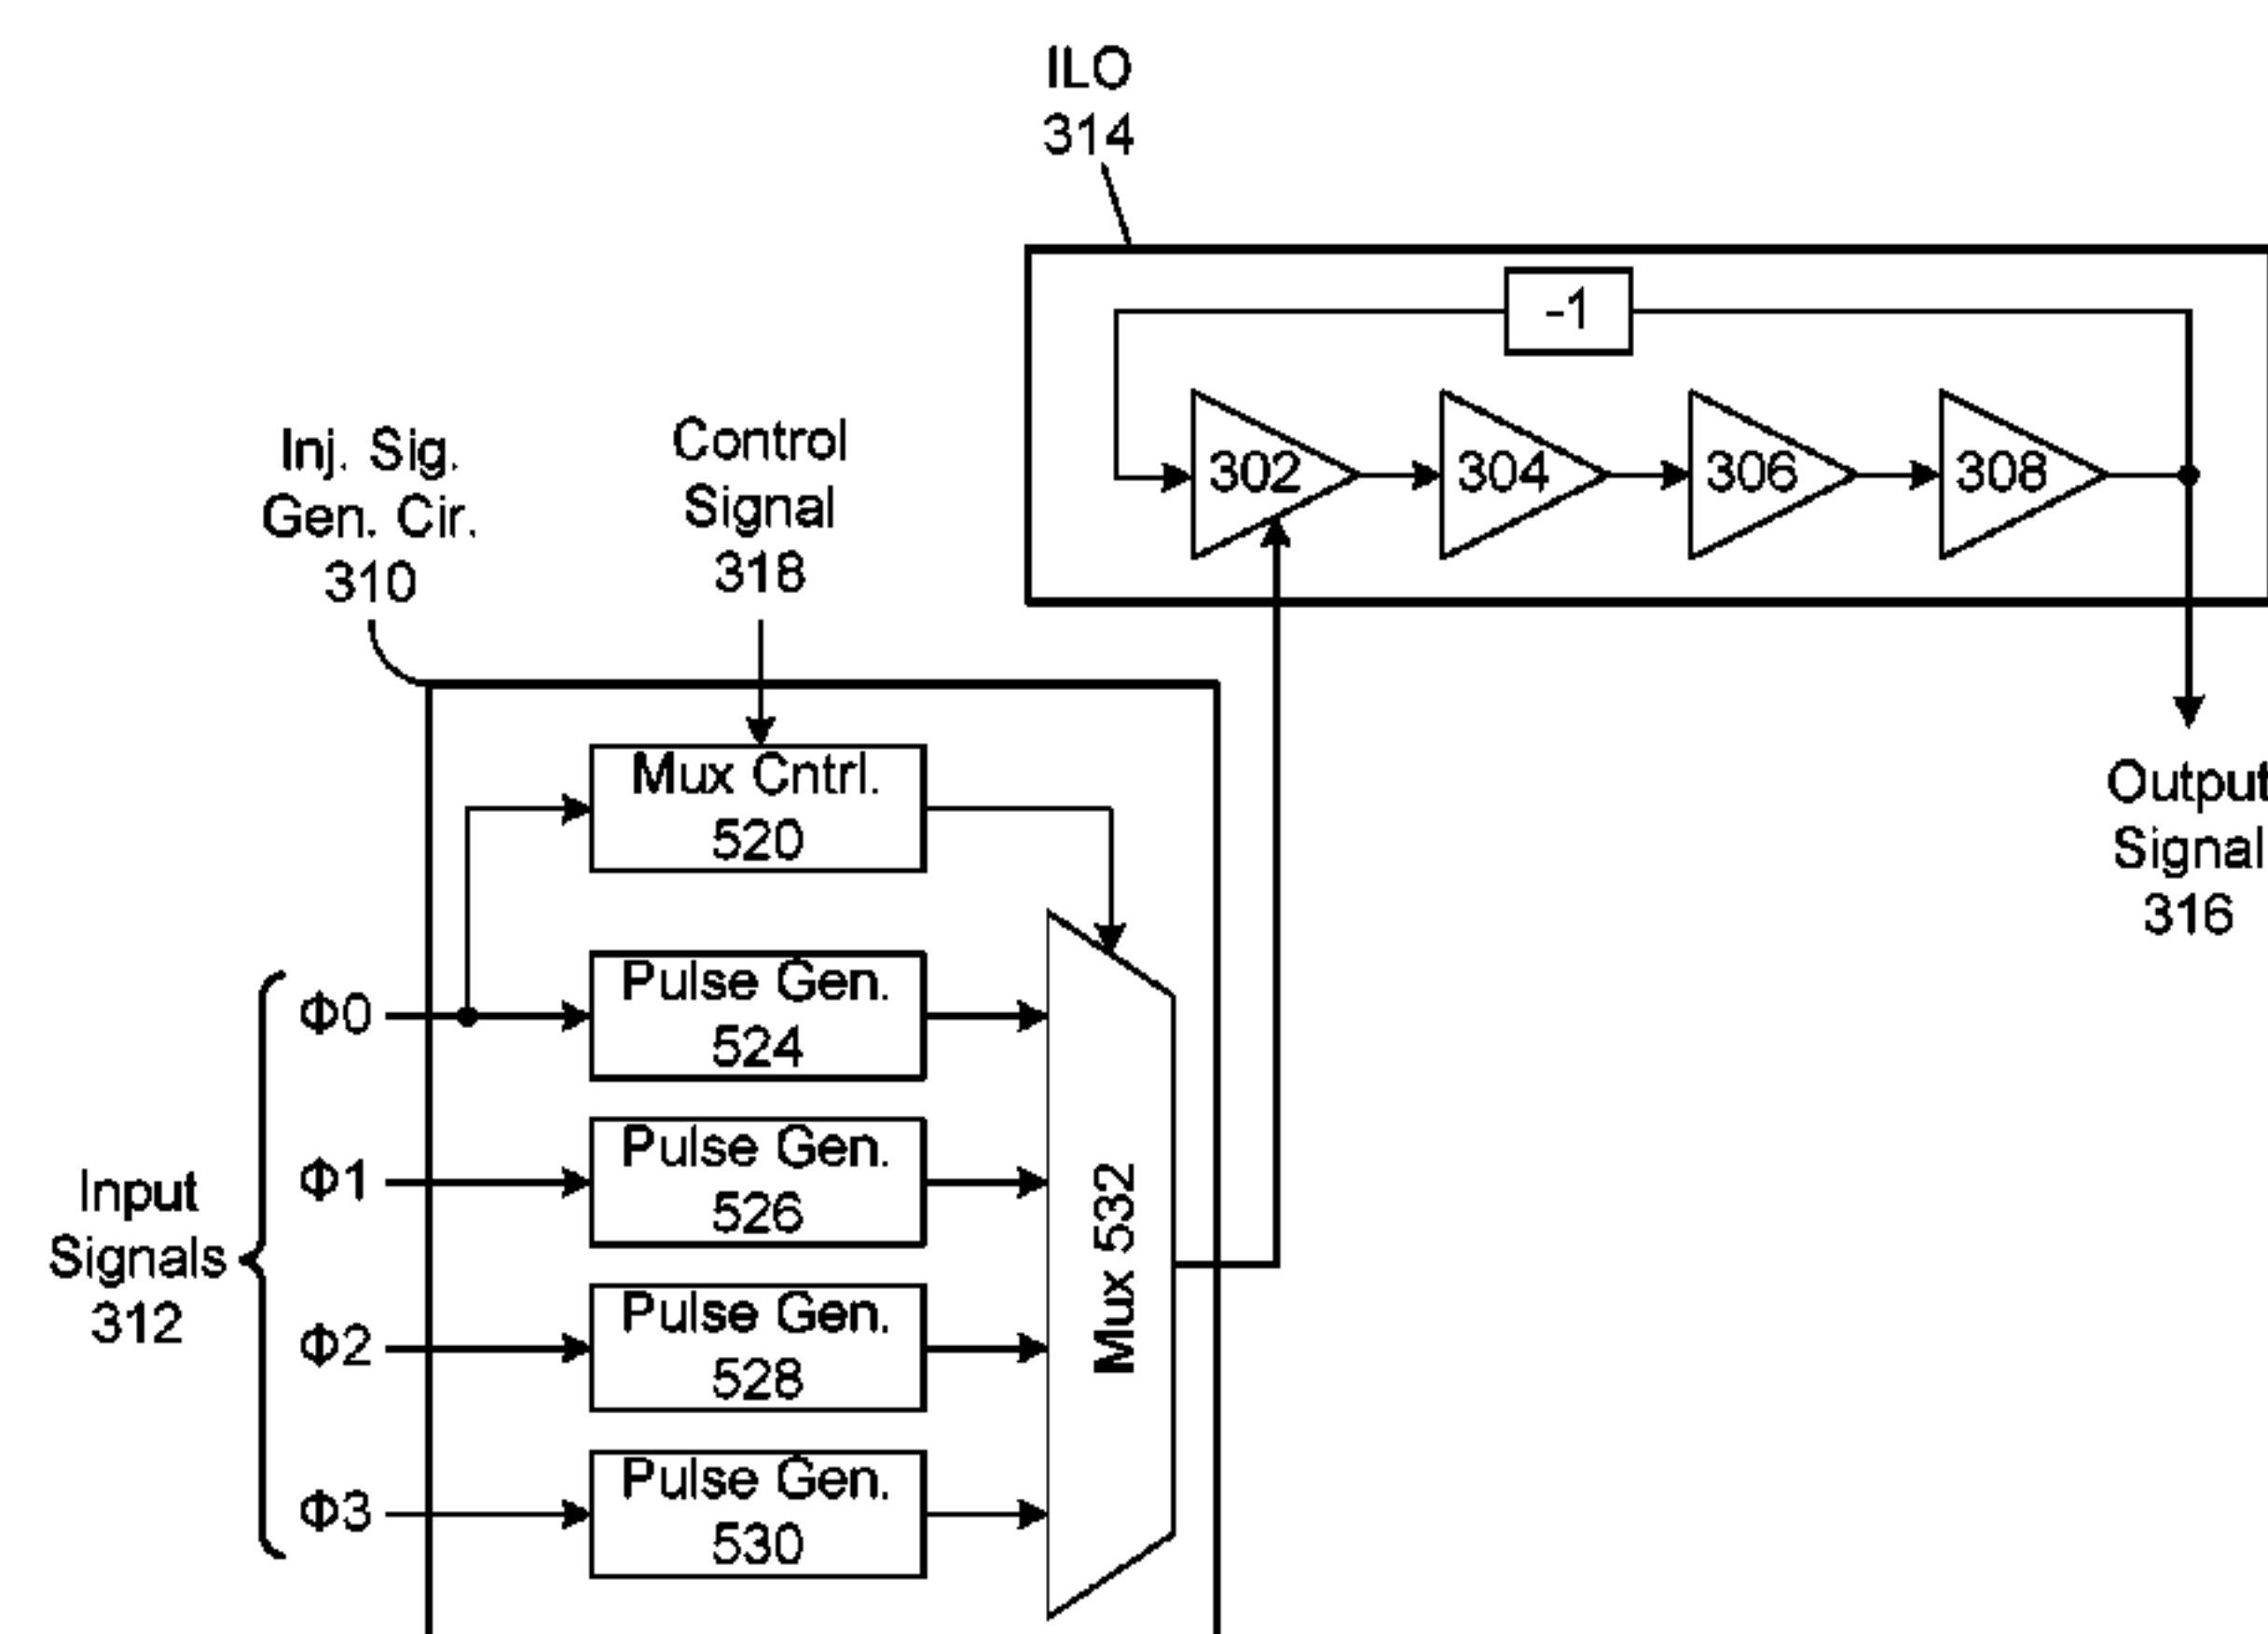 ILO
314
-1
302
304
306
308
Inj. Sig.
Gen. Cir.
310
Control
Signal
318
Output
Signal
316
Mux Cntrl.
520
Pulse Gen.
524
Pulse Gen.
526
Pulse Gen.
528
Pulse Gen.
530
Mux 532
Input
Signals
312
Φ0
Φ1
Φ2
Φ3